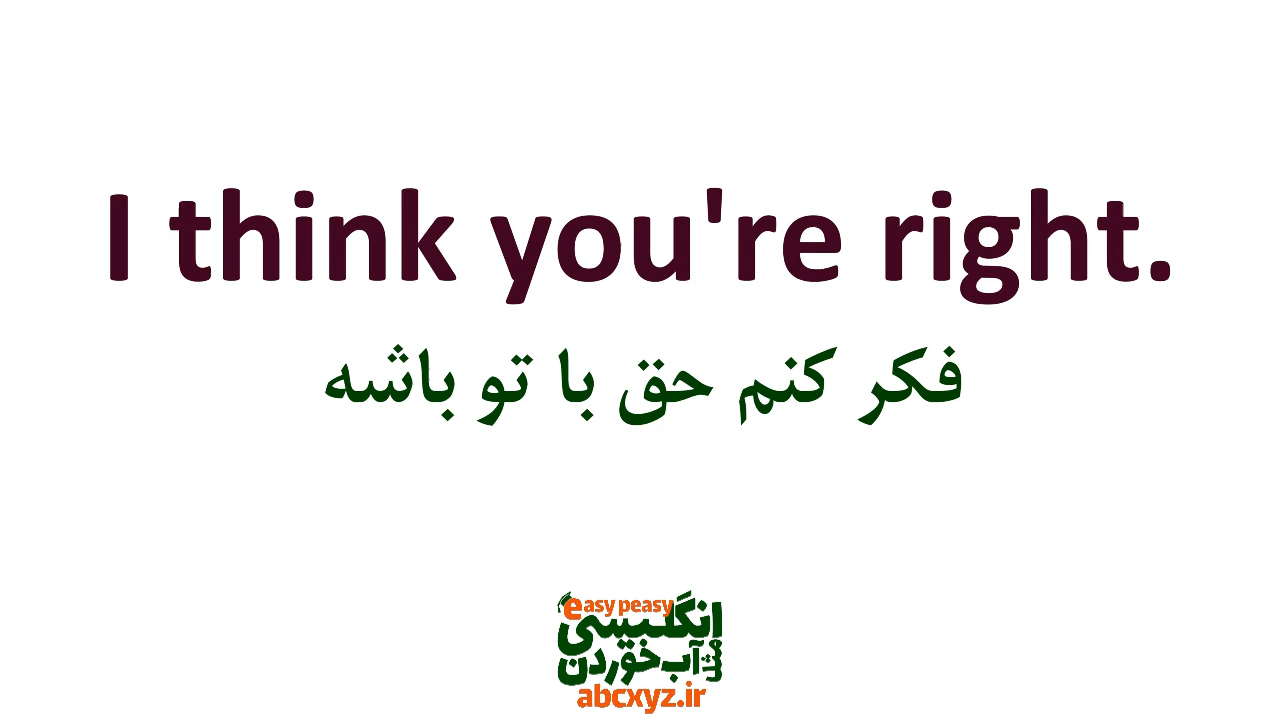 I think you're right.
فکر کنم حق با تو باشه
easy peasy
انگلیسی
مثل آب خوردن
abcxyz.ir